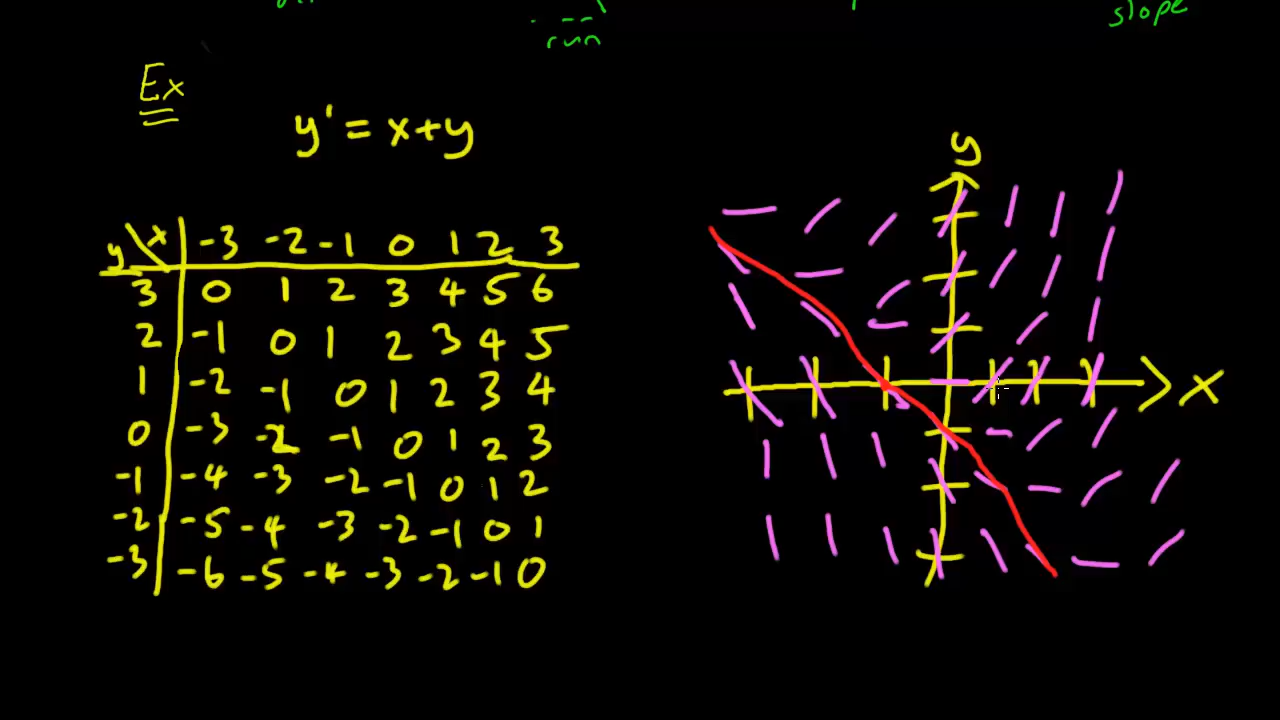 run
slope
Ex
y' = x+y
y
y \ x | -3 -2 -1 0 1 2 3
3 | 0 1 2 3 4 5 6
2 | -1 0 1 2 3 4 5
1 | -2 -1 0 1 2 3 4
0 | -3 -2 -1 0 1 2 3
-1 | -4 -3 -2 -1 0 1 2
-2 | -5 -4 -3 -2 -1 0 1
-3 | -6 -5 -4 -3 -2 -1 0
x